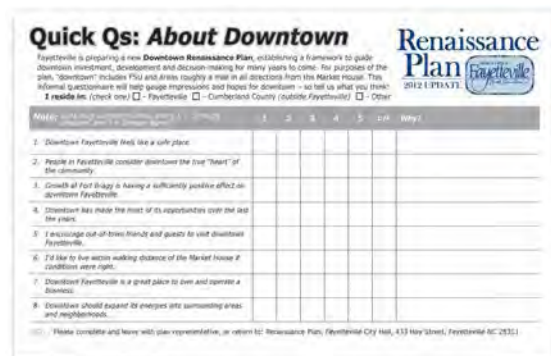 Quick Qs: About Downtown
Renaissance
Plan
2012 UPDATE
Fayetteville
Fayetteville is preparing a new Downtown Renaissance Plan, establishing a framework to guide
downtown investment, development and decision-making for many years to come. For purposes of the
plan, "downtown" includes FSU and areas roughly a mile in all directions from the Market House. This
informal questionnaire will help gauge impressions and hopes for downtown – so tell us what you think!
I reside in: (check one) ☐ - Fayetteville ☐ - Cumberland County (outside Fayetteville) ☐ - Other
Note: 1 2 3 4 5 Why?
1. Downtown Fayetteville feels like a safe place.
2. People in Fayetteville consider downtown the true "heart" of
the community.
3. Growth at Fort Bragg is having a sufficiently positive effect on
downtown Fayetteville.
4. Downtown has made the most of its opportunities over the last
ten years.
5. I encourage out-of-town friends and guests to visit downtown
Fayetteville.
6. I'd like to live within walking distance of the Market House if
conditions were right.
7. Downtown Fayetteville is a great place to own and operate a
business.
8. Downtown should expand its energies into surrounding areas
and neighborhoods.
Please complete and leave with plan representative, or return to: Renaissance Plan, Fayetteville City Hall, 433 Hay Street, Fayetteville NC 28311